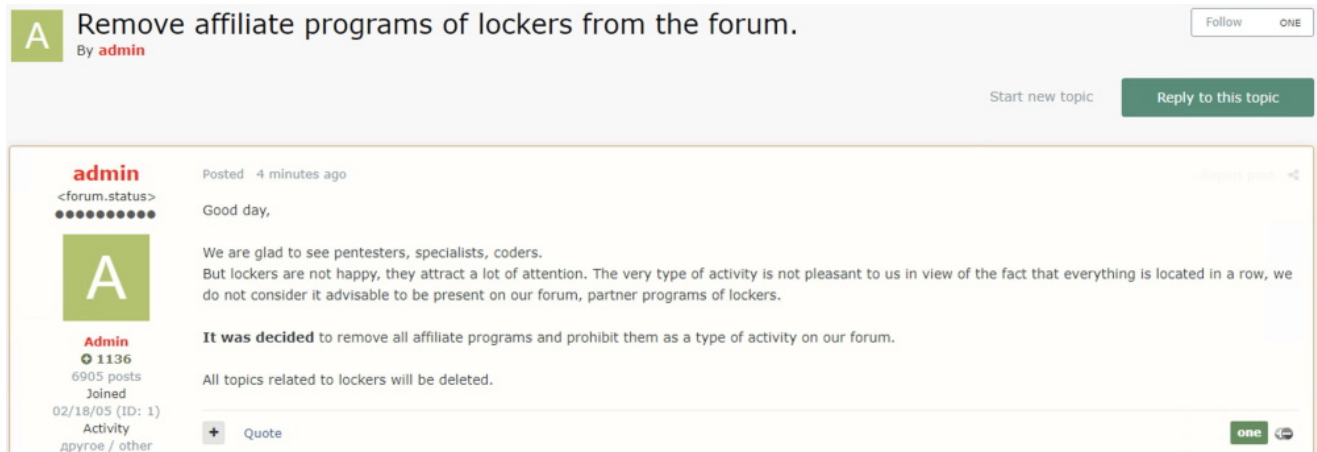 A
Remove affiliate programs of lockers from the forum.
By admin
Follow ONE
Start new topic
Reply to this topic
admin
<forum.status>
A
Admin
1136
6905 posts
Joined
02/18/05 (ID: 1)
Activity
другое / other
Posted 4 minutes ago
Good day,
We are glad to see pentesters, specialists, coders.
But lockers are not happy, they attract a lot of attention. The very type of activity is not pleasant to us in view of the fact that everything is located in a row, we
do not consider it advisable to be present on our forum, partner programs of lockers.
It was decided to remove all affiliate programs and prohibit them as a type of activity on our forum.
All topics related to lockers will be deleted.
+ Quote
one